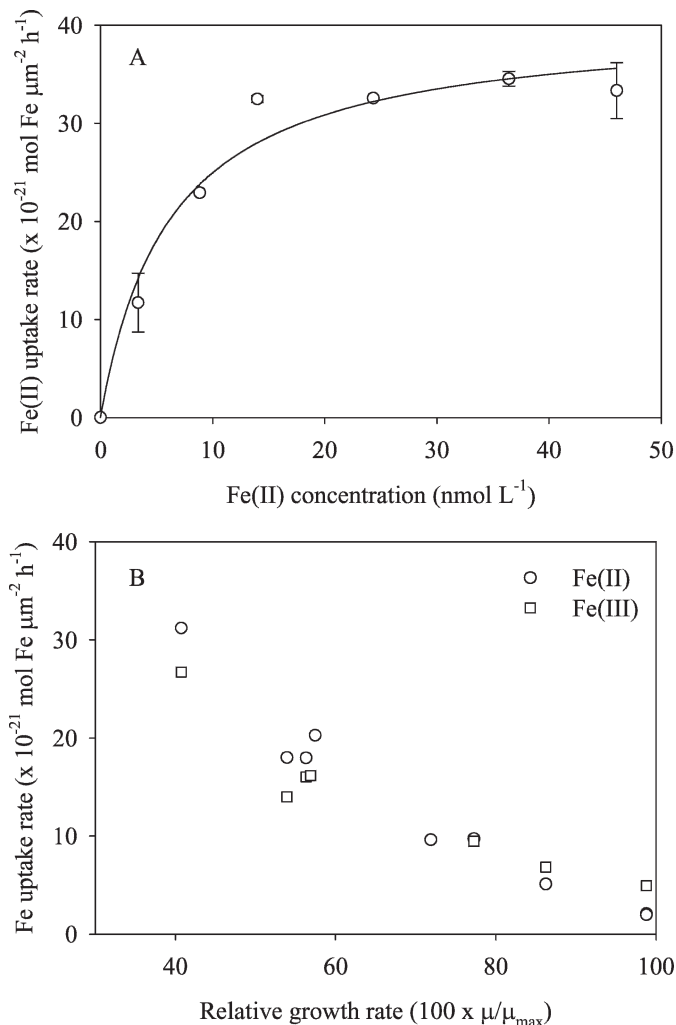 A
Fe(II) uptake rate (x 10⁻²¹ mol Fe μm⁻² h⁻¹)
40
30
20
10
0
0 10 20 30 40 50
Fe(II) concentration (nmol L⁻¹)
B
Fe(II)
Fe(III)
Fe uptake rate (x 10⁻²¹ mol Fe μm⁻² h⁻¹)
40
30
20
10
0
40 60 80 100
Relative growth rate (100 x μ/μmax)